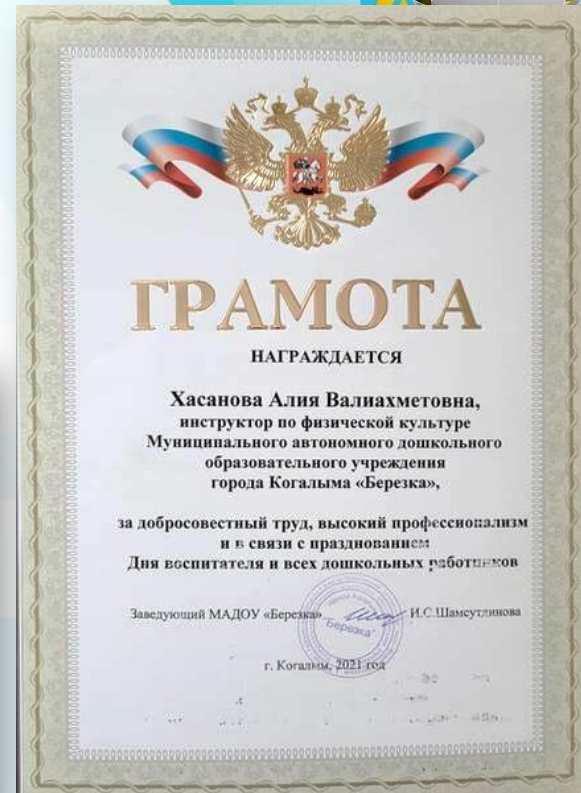 ГРАМОТА
НАГРАЖДАЕТСЯ
Хасанова Алия Валиахметовна,
инструктор по физической культуре
Муниципального автономного дошкольного
образовательного учреждения
города Когалыма «Березка»,
за добросовестный труд, высокий профессионализм
и в связи с празднованием
Дня воспитателя и всех дошкольных работников
Заведующий МАДОУ «Березка» И.С.Шамсутдинова
"Березка"
г. Когалым, 2021 год